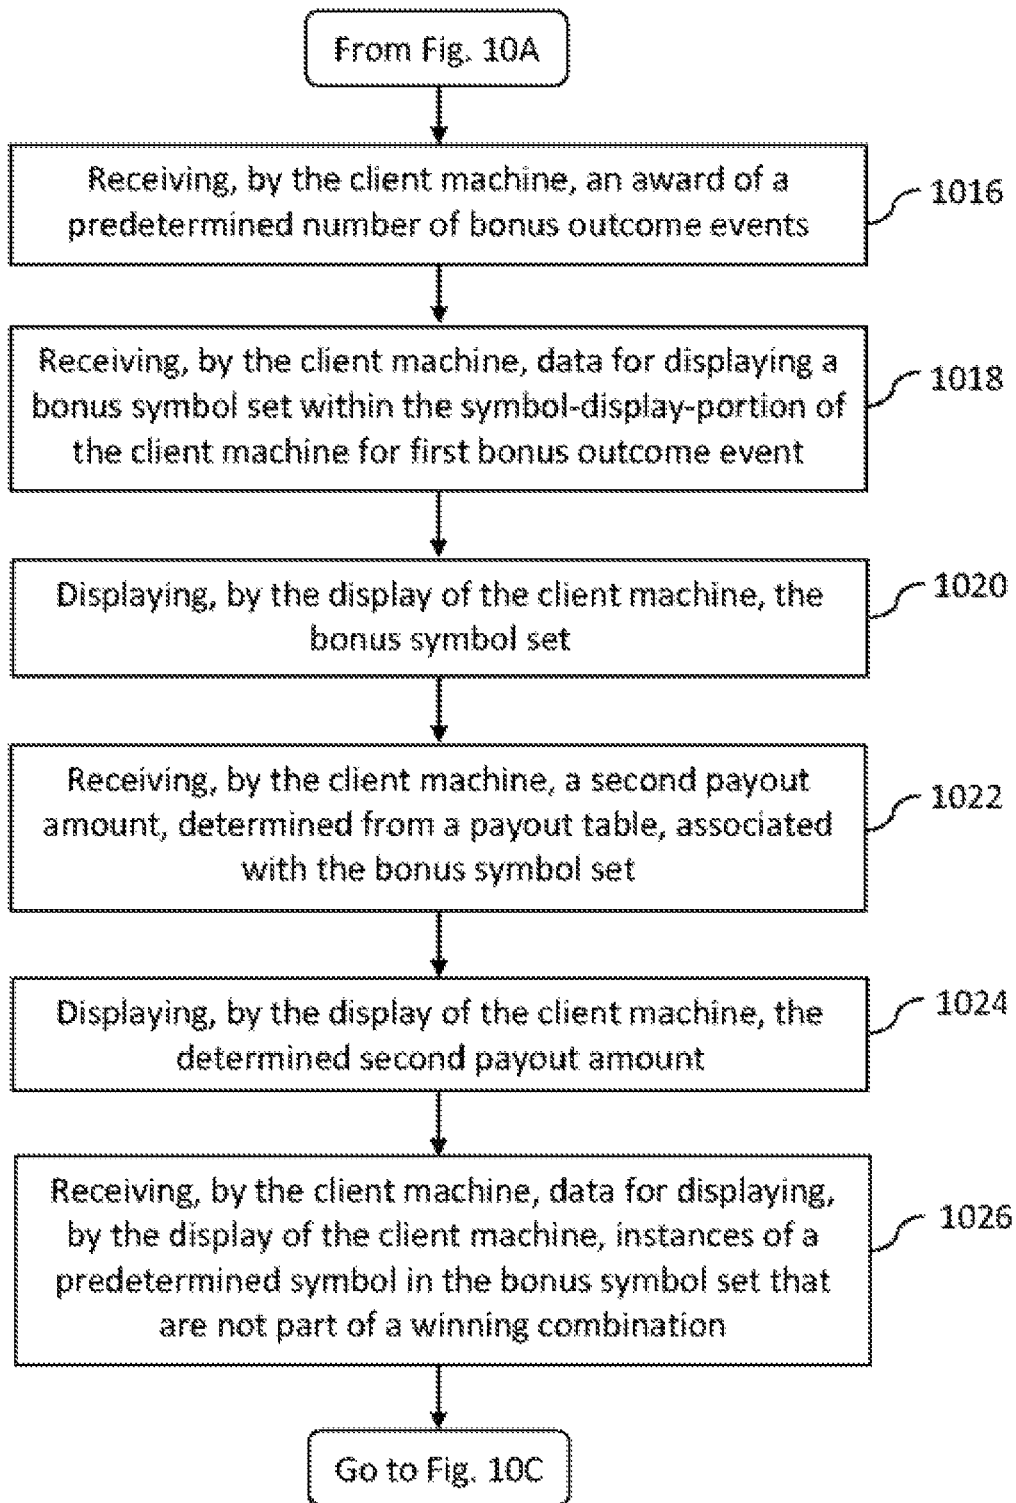 From Fig. 10A
Receiving, by the client machine, an award of a
predetermined number of bonus outcome events
1016
Receiving, by the client machine, data for displaying a
bonus symbol set within the symbol-display-portion of
the client machine for first bonus outcome event
1018
Displaying, by the display of the client machine, the
bonus symbol set
1020
Receiving, by the client machine, a second payout
amount, determined from a payout table, associated
with the bonus symbol set
1022
Displaying, by the display of the client machine, the
determined second payout amount
1024
Receiving, by the client machine, data for displaying,
by the display of the client machine, instances of a
predetermined symbol in the bonus symbol set that
are not part of a winning combination
1026
Go to Fig. 10C